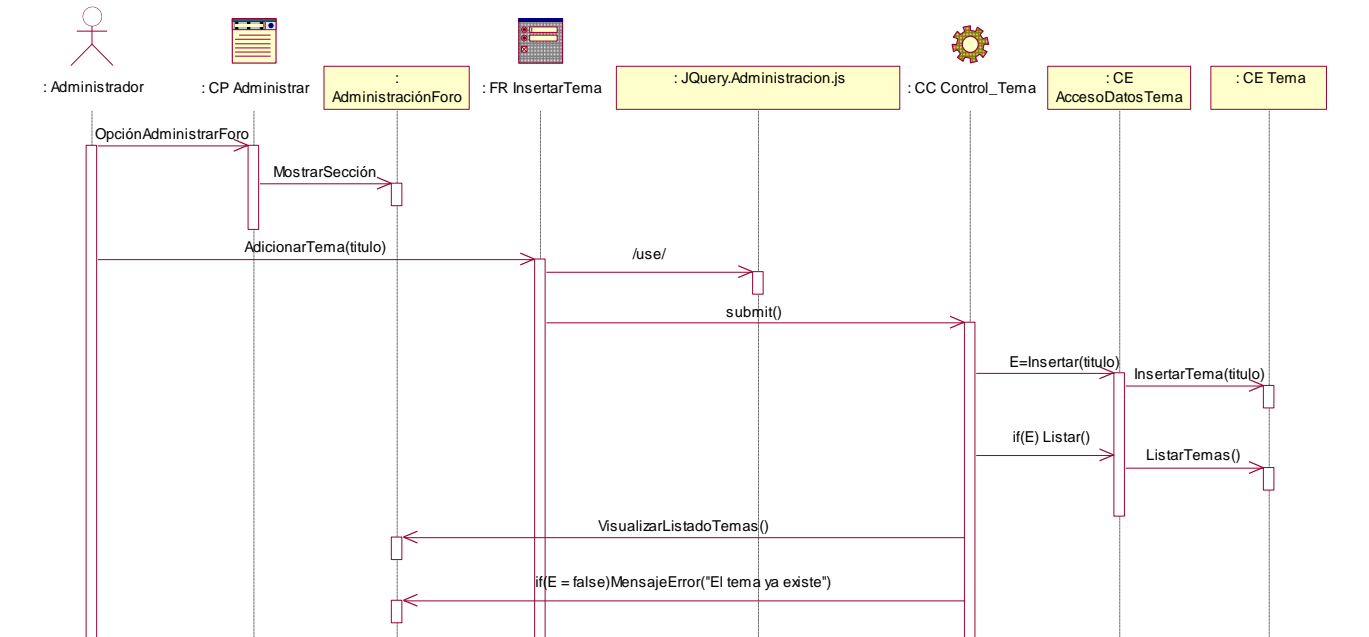 : Administrador
: CP Administrar
:
AdministraciónForo
: FR InsertarTema
: JQuery.Administracion.js
: CC Control_Tema
: CE
AccesoDatosTema
: CE Tema
OpciónAdministrarForo
MostrarSección
AdicionarTema(titulo)
/use/
submit()
E=Insertar(titulo)
InsertarTema(titulo)
if(E) Listar()
ListarTemas()
VisualizarListadoTemas()
if(E = false)MensajeError("El tema ya existe")